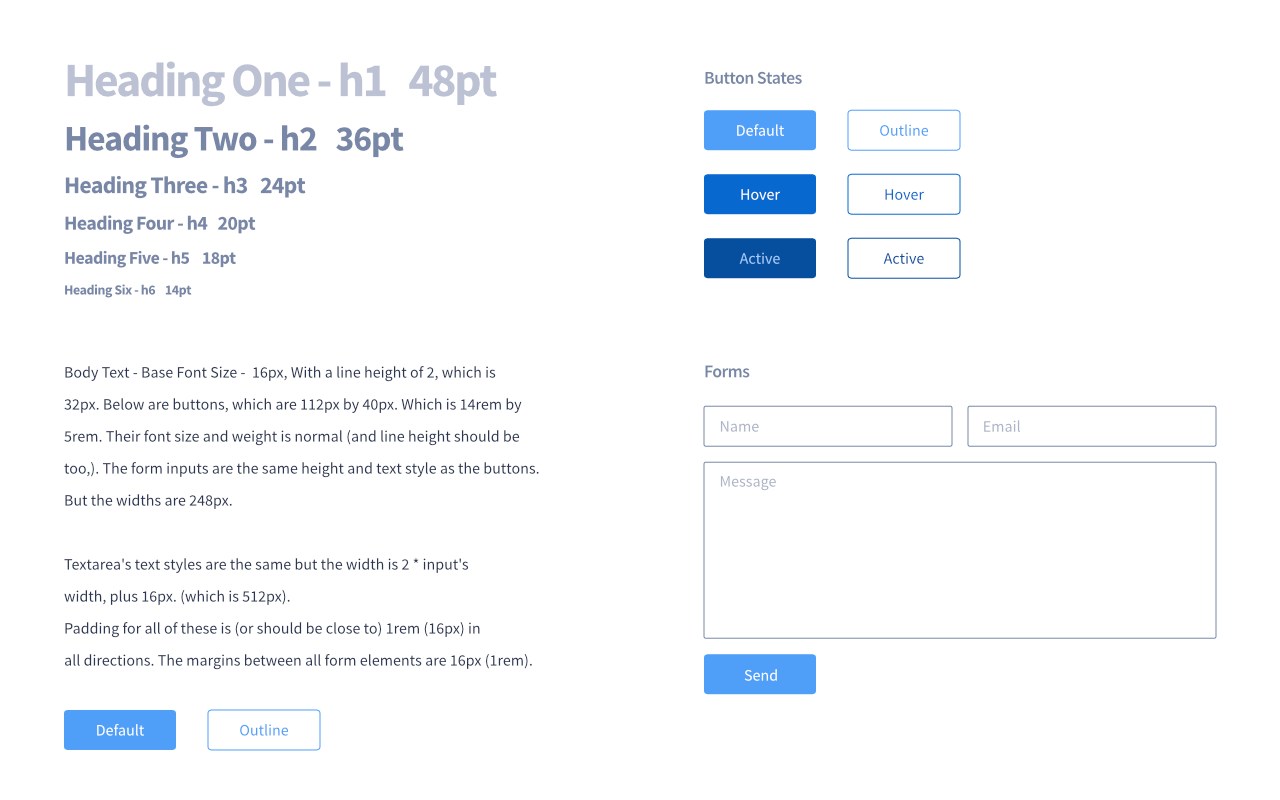 Heading One - h1 48pt
Heading Two - h2 36pt
Heading Three - h3 24pt
Heading Four - h4 20pt
Heading Five - h5 18pt
Heading Six - h6 14pt
Body Text - Base Font Size - 16px, With a line height of 2, which is
32px. Below are buttons, which are 112px by 40px. Which is 14rem by
5rem. Their font size and weight is normal (and line height should be
too,). The form inputs are the same height and text style as the buttons.
But the widths are 248px.
Textarea's text styles are the same but the width is 2 * input's
width, plus 16px. (which is 512px).
Padding for all of these is (or should be close to) 1rem (16px) in
all directions. The margins between all form elements are 16px (1rem).
Default Outline
Button States
Default Outline
Hover Hover
Active Active
Forms
Name Email
Message
Send